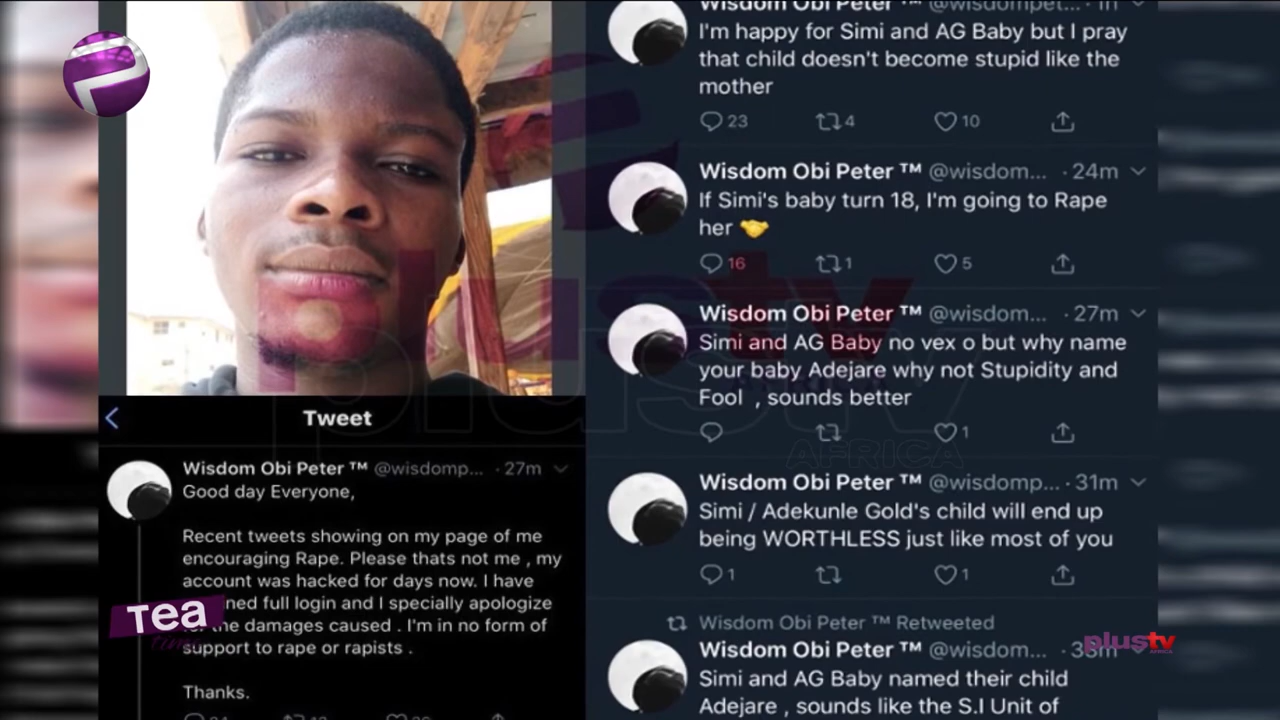 Tweet
Wisdom Obi Peter ™ @wisdomp... · 27m
Good day Everyone,
Recent tweets showing on my page of me
encouraging Rape. Please thats not me , my
account was hacked for days now. I have
full login and I specially apologize
the damages caused . I'm in no form of
support to rape or rapists .
Thanks.
Tea
Wisdom Obi Peter ™ @wisdompet... · 1h
I'm happy for Simi and AG Baby but I pray
that child doesn't become stupid like the
mother
23 4 10
Wisdom Obi Peter ™ @wisdom... · 24m
If Simi's baby turn 18, I'm going to Rape
her
16 1 5
Wisdom Obi Peter ™ @wisdom... · 27m
Simi and AG Baby no vex o but why name
your baby Adejare why not Stupidity and
Fool , sounds better
1
Wisdom Obi Peter ™ @wisdomp... · 31m
Simi / Adekunle Gold's child will end up
being WORTHLESS just like most of you
1 1
Wisdom Obi Peter ™ Retweeted
Wisdom Obi Peter ™ @wisdom...
Simi and AG Baby named their child
Adejare , sounds like the S.I Unit of
plustv
AFRICA
plustv
AFRICA